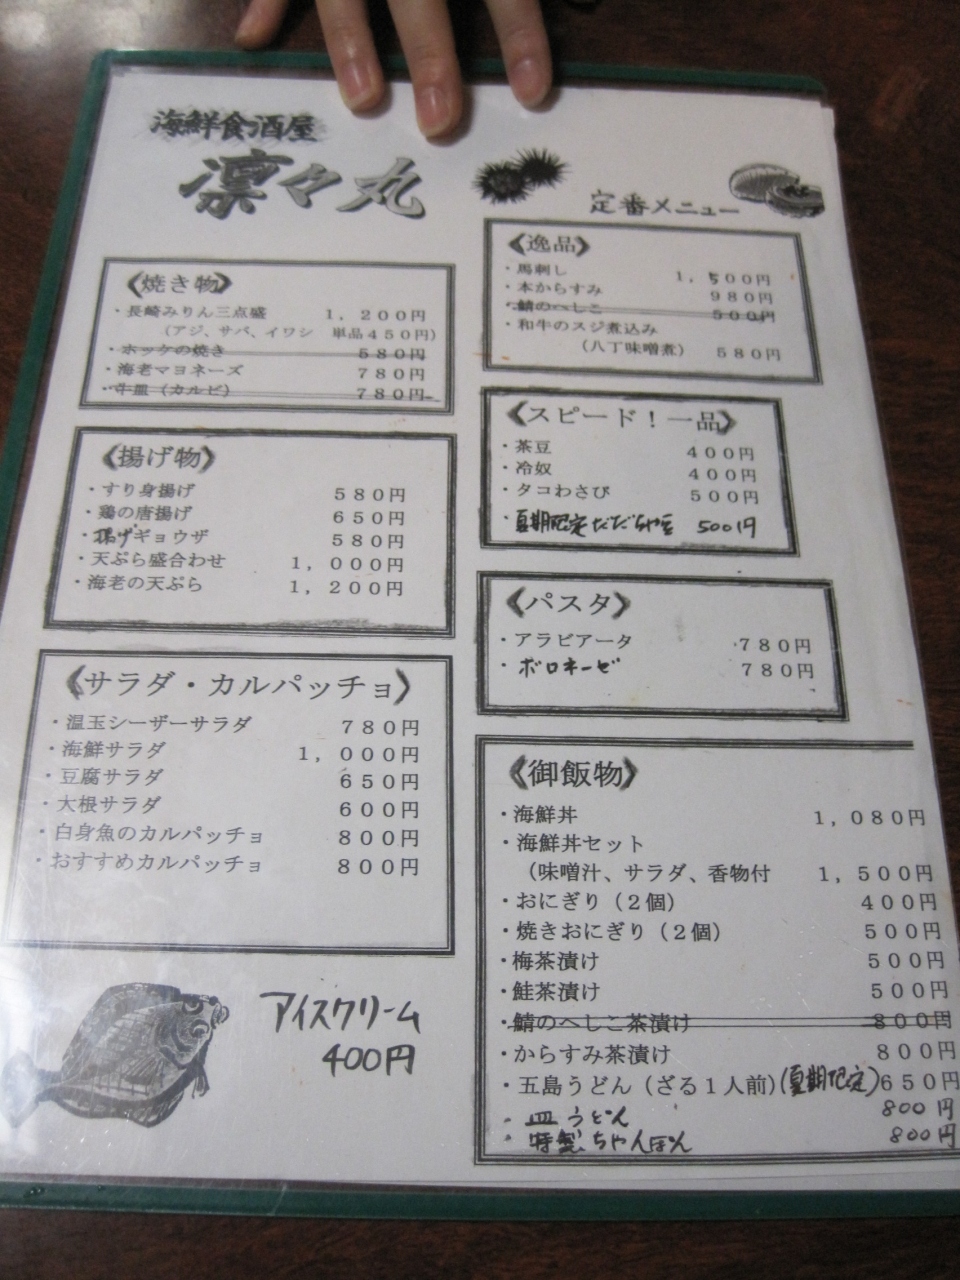 海鮮食酒屋
凛々丸
定番メニュー
《焼き物》
・長崎みりん三点盛 1,200円
（アジ、サバ、イワシ 単品450円）
・ホッケの焼き 580円
・海老マヨネーズ 780円
・牛皿（カルビ） 780円
《揚げ物》
・すり身揚げ 580円
・鶏の唐揚げ 650円
・揚げギョウザ 580円
・天ぷら盛合わせ 1,000円
・海老の天ぷら 1,200円
《サラダ・カルパッチョ》
・温玉シーザーサラダ 780円
・海鮮サラダ 1,000円
・豆腐サラダ 650円
・大根サラダ 600円
・白身魚のカルパッチョ 800円
・おすすめカルパッチョ 800円
アイスクリーム
400円
《逸品》
・馬刺し 1,500円
・本からすみ 980円
・鯖のへしこ 500円
・和牛のスジ煮込み
（八丁味噌煮） 580円
《スピード！一品》
・茶豆 400円
・冷奴 400円
・タコわさび 500円
・夏期限定だだちゃ豆 500円
《パスタ》
・アラビアータ 780円
・ボロネーゼ 780円
《御飯物》
・海鮮丼 1,080円
・海鮮丼セット
（味噌汁、サラダ、香物付 1,500円
・おにぎり（2個） 400円
・焼きおにぎり（2個） 500円
・梅茶漬け 500円
・鮭茶漬け 500円
・鯖のへしこ茶漬け 800円
・からすみ茶漬け 800円
・五島うどん（ざる1人前）（夏期限定）650円
・皿うどん 800円
・特製ちゃんぽん 800円